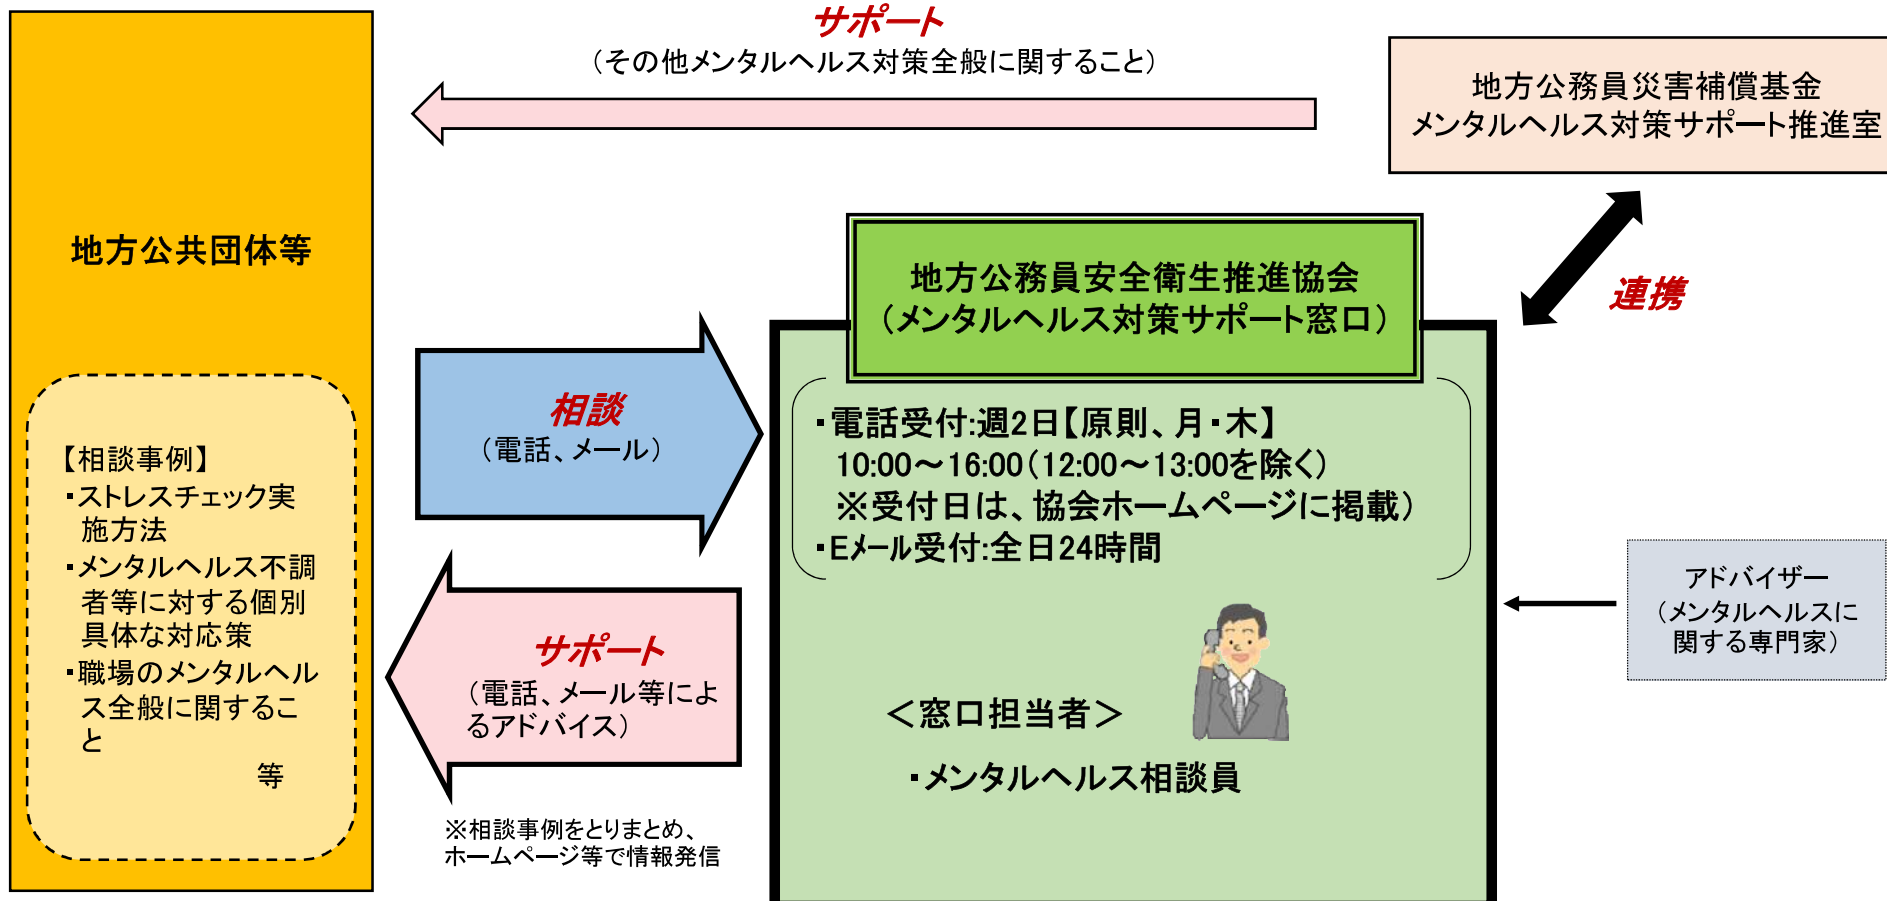 サポート
（その他メンタルヘルス対策全般に関すること）
地方公務員災害補償基金
メンタルヘルス対策サポート推進室
連携
地方公共団体等
【相談事例】
・ストレスチェック実
施方法
・メンタルヘルス不調
者等に対する個別
具体な対応策
・職場のメンタルヘル
ス全般に関するこ
と
等
相談
（電話、メール）
サポート
（電話、メール等によ
るアドバイス）
※相談事例をとりまとめ、
ホームページ等で情報発信
地方公務員安全衛生推進協会
（メンタルヘルス対策サポート窓口）
・電話受付:週2日【原則、月・木】
10:00～16:00（12:00～13:00を除く）
※受付日は、協会ホームページに掲載）
・Eメール受付:全日24時間
＜窓口担当者＞
・メンタルヘルス相談員
アドバイザー
（メンタルヘルスに
関する専門家）